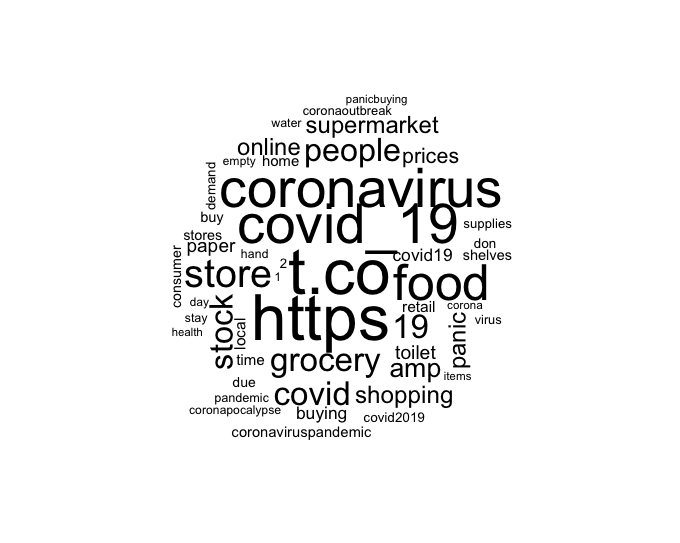 panicbuying
coronaoutbreak
water supermarket
online people prices
empty home
demand
coronavirus
buy covid_19 supplies
stores
paper hand covid19 don
shelves
consumer store 1 2 t.co food
day https retail corona
stay stock local 19 panic virus
health
time grocery toilet
amp items
due
pandemic covid shopping
coronapocalypse buying covid2019
coronaviruspandemic